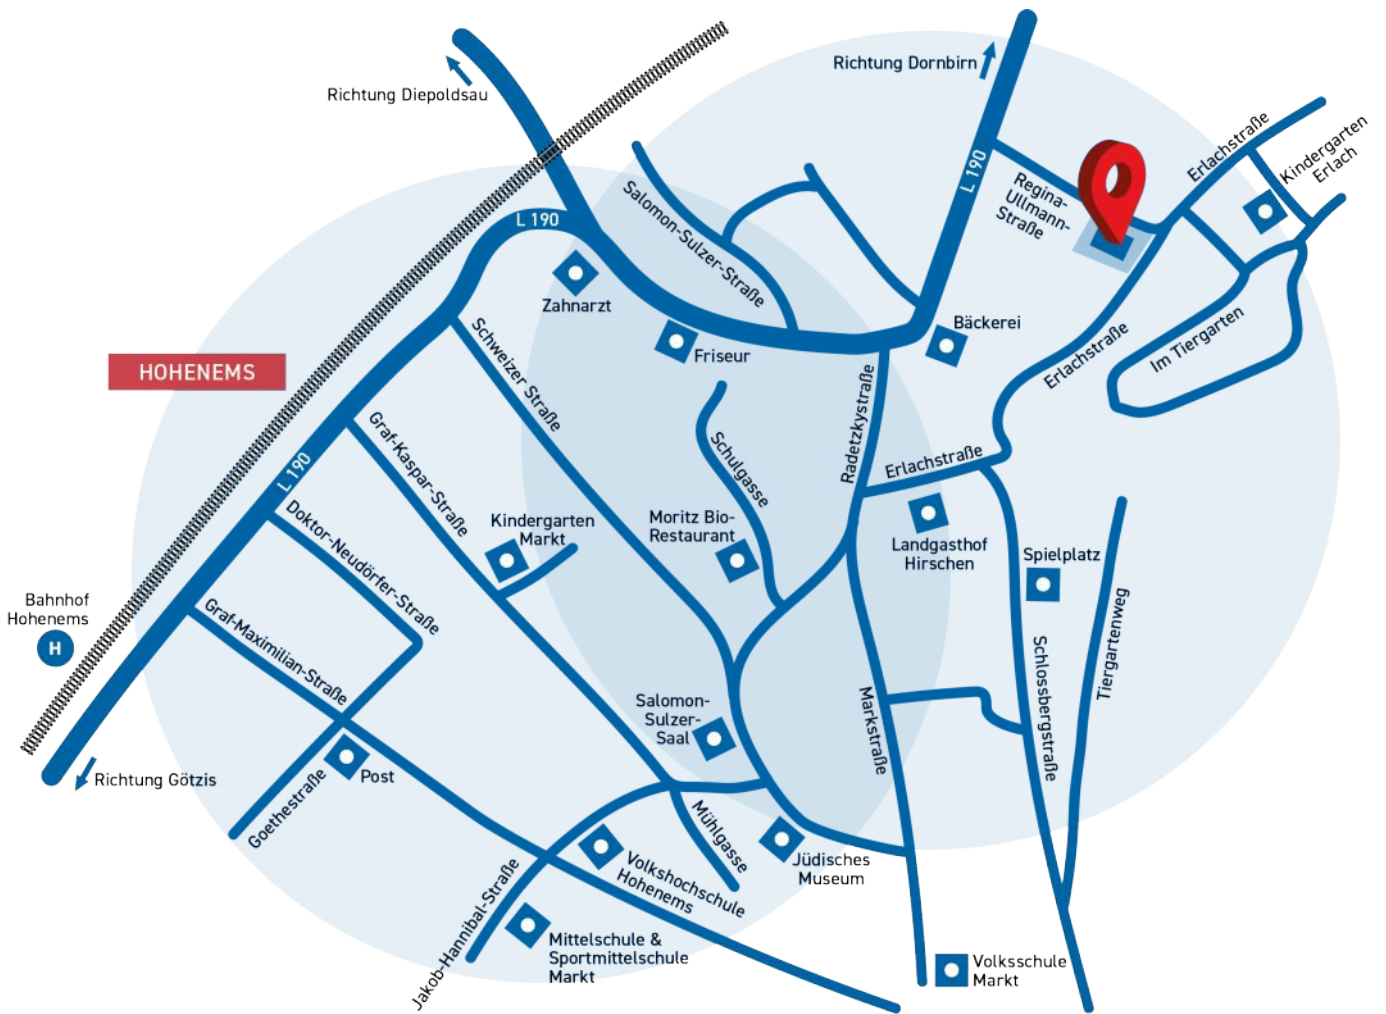 Richtung Diepoldsau
Richtung Dornbirn
L 190
Regina-
Ullmann-
Straße
Erlachstraße
Kindergarten
Erlach
Salomon-Sulzer-Straße
L 190
Zahnarzt
Friseur
Bäckerei
Erlachstraße
Im Tiergarten
HOHENEMS
Schweizer Straße
Radetzkystraße
Graf-Kaspar-Straße
Schulgasse
Erlachstraße
L 190
Kindergarten
Markt
Moritz Bio-
Restaurant
Landgasthof
Hirschen
Spielplatz
Doktor-Neudörfer-Straße
Bahnhof
Hohenems
H
Graf-Maximilian-Straße
Tiergartenweg
Schlossbergstraße
Salomon-
Sulzer-
Saal
Markstraße
Richtung Götzis
Post
Goethestraße
Mühlgasse
Jüdisches
Museum
Volkshochschule
Hohenems
Jakob-Hannibal-Straße
Mittelschule &
Sportmittelschule
Markt
Volksschule
Markt